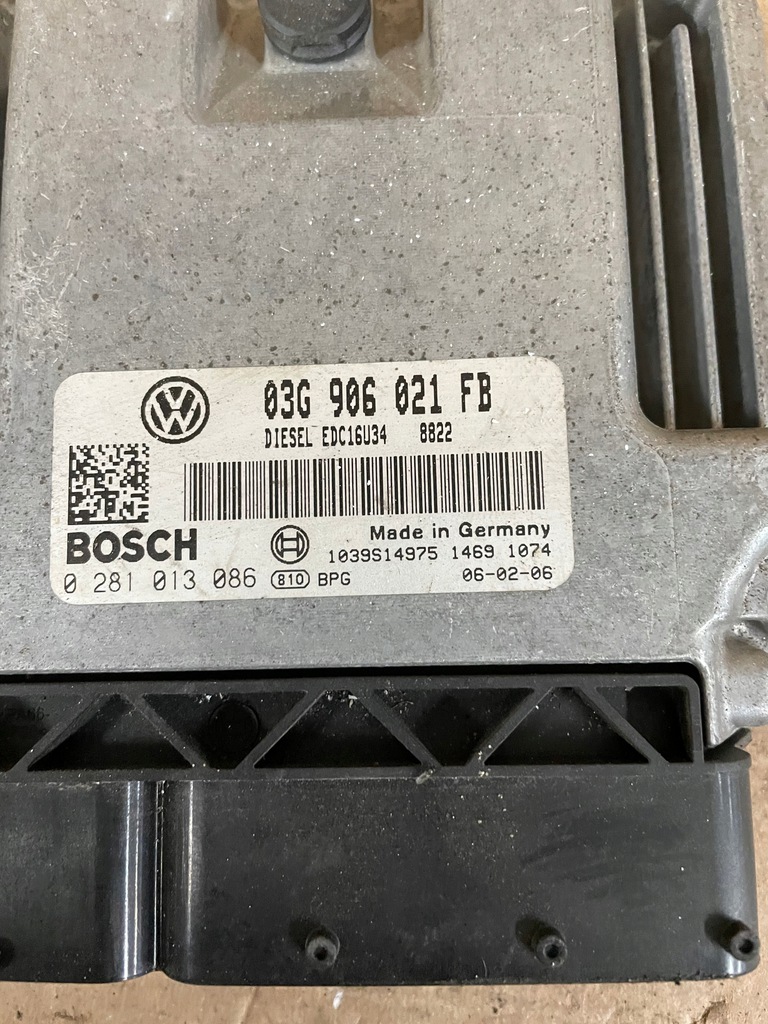 03G 906 021 FB
DIESEL EDC16U34 8822
BOSCH
Made in Germany
1039S14975 1469 1074
0 281 013 086 810 BPG 06-02-06